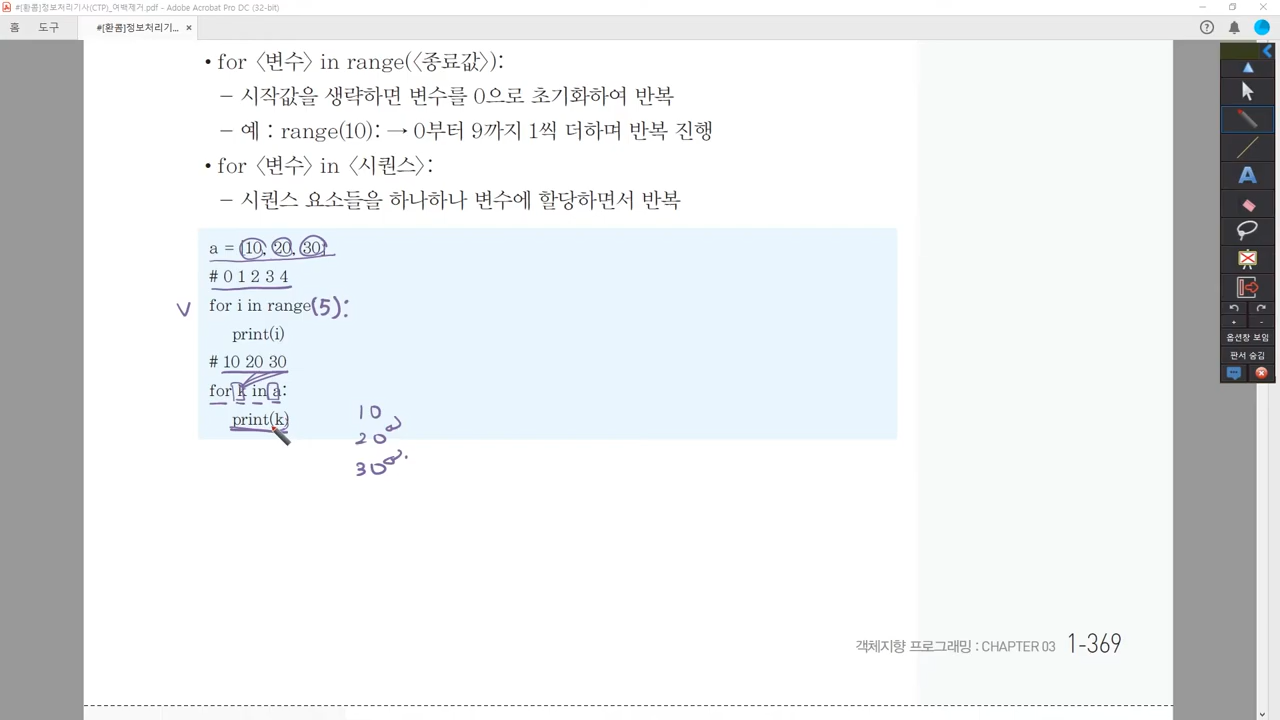 #[환콤]정보처리기사(CTP)_여백제거.pdf - Adobe Acrobat Pro DC (32-bit)
홈 도구 #[환콤]정보처리기... ×
• for 〈변수〉 in range(〈종료값〉):
– 시작값을 생략하면 변수를 0으로 초기화하여 반복
– 예 : range(10): → 0부터 9까지 1씩 더하며 반복 진행
• for 〈변수〉 in 〈시퀀스〉:
– 시퀀스 요소들을 하나하나 변수에 할당하면서 반복
a = [10, 20, 30]
# 0 1 2 3 4
V for i in range(5):
print(i)
# 10 20 30
for k in a:
print(k)
10
20
30
객체지향 프로그래밍 : CHAPTER 03 1-369
A
+ -
옵션창 보임
판서 숨김